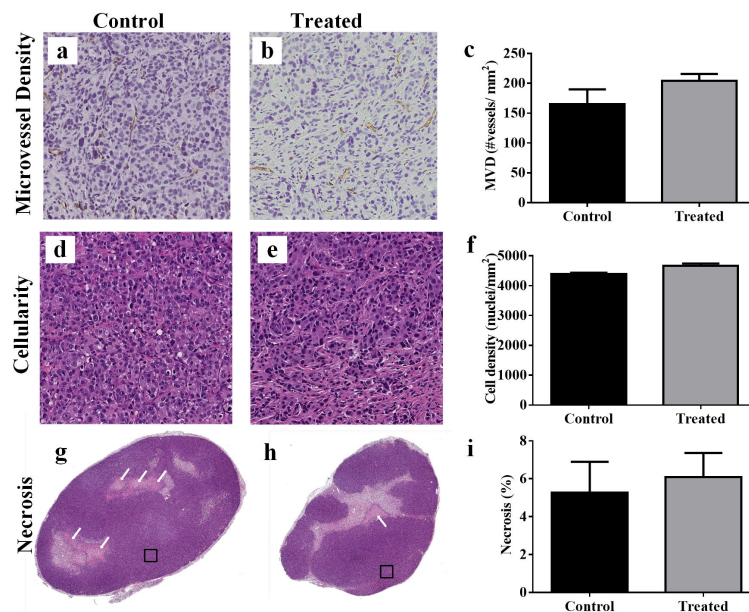 Control
Treated
Microvessel Density
a
b
c
MVD (#vessels/ mm²)
250
200
150
100
50
0
Control
Treated
Cellularity
d
e
f
Cell density (nuclei/mm²)
5000
4000
3000
2000
1000
0
Control
Treated
Necrosis
g
h
i
Necrosis (%)
8
6
4
2
0
Control
Treated